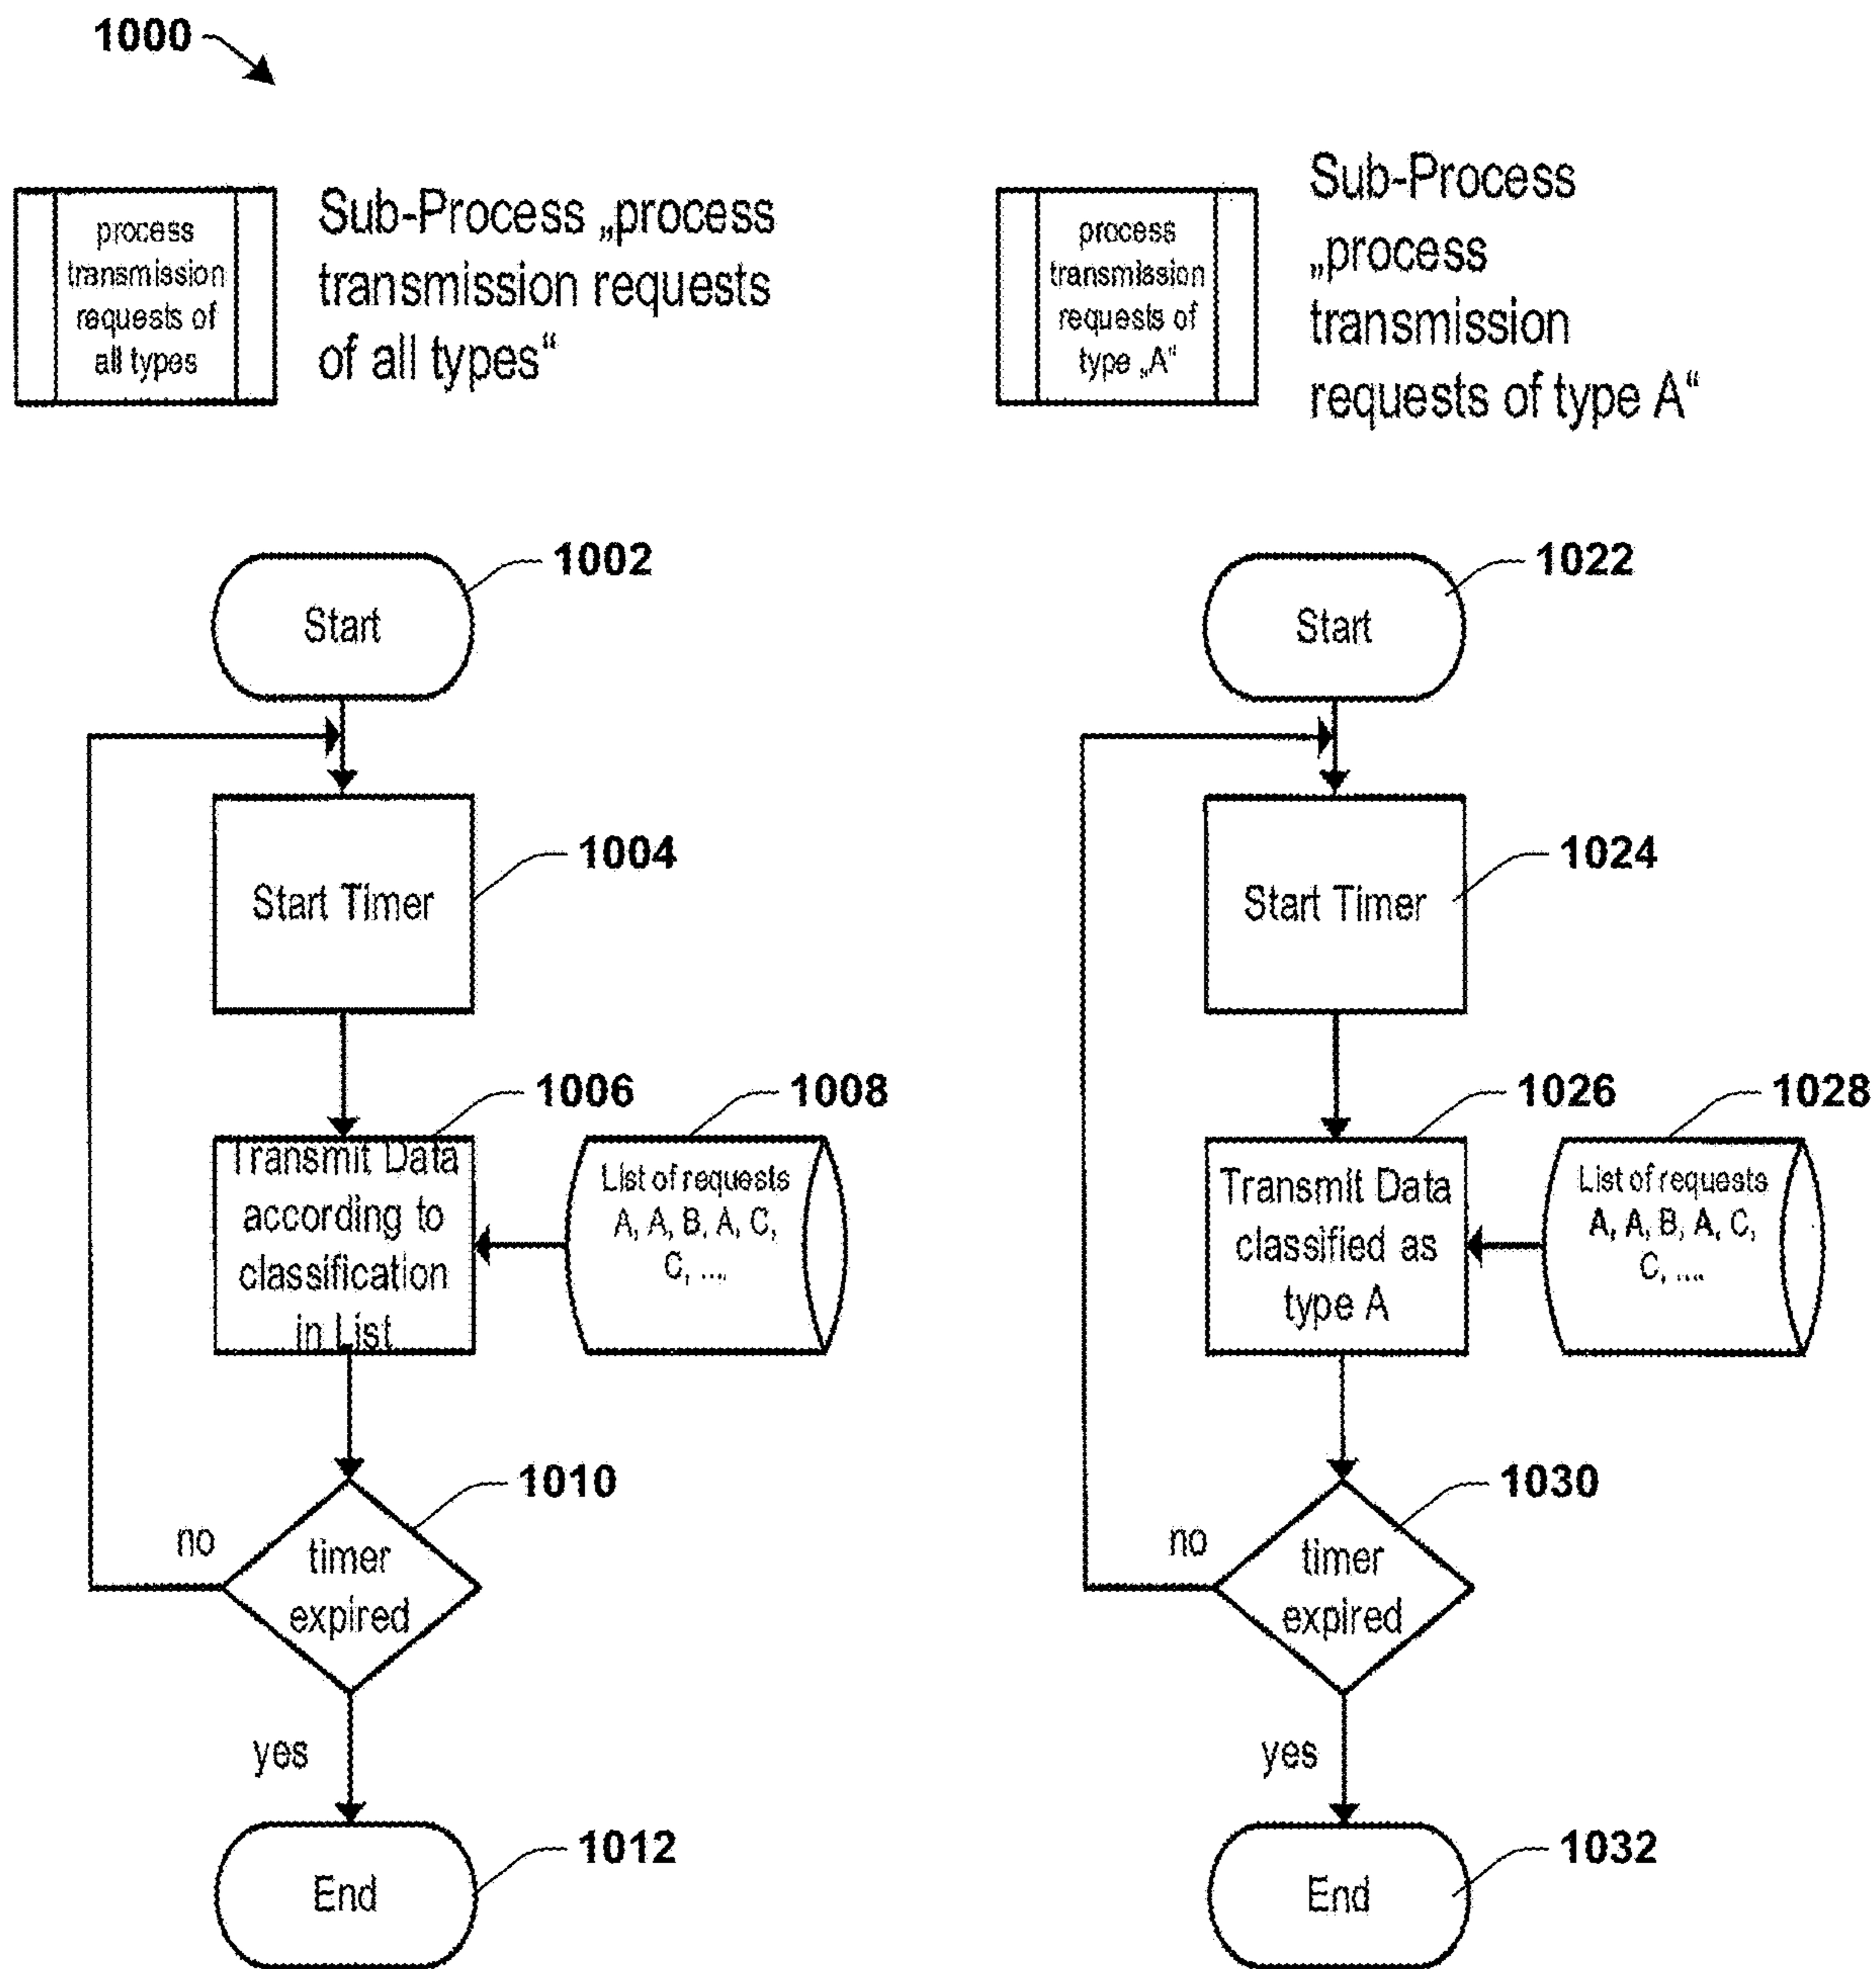 1000
process
transmission
requests of
all types
Sub-Process „process
transmission requests
of all types“
process
transmission
requests of
type „A“
Sub-Process
„process
transmission
requests of type A“
1002
Start
1004
Start Timer
1006
Transmit Data
according to
classification
in List
1008
List of requests
A, A, B, A, C,
C, ....
1010
timer
expired
no
yes
1012
End
1022
Start
1024
Start Timer
1026
Transmit Data
classified as
type A
1028
List of requests
A, A, B, A, C,
C, ....
1030
timer
expired
no
yes
1032
End